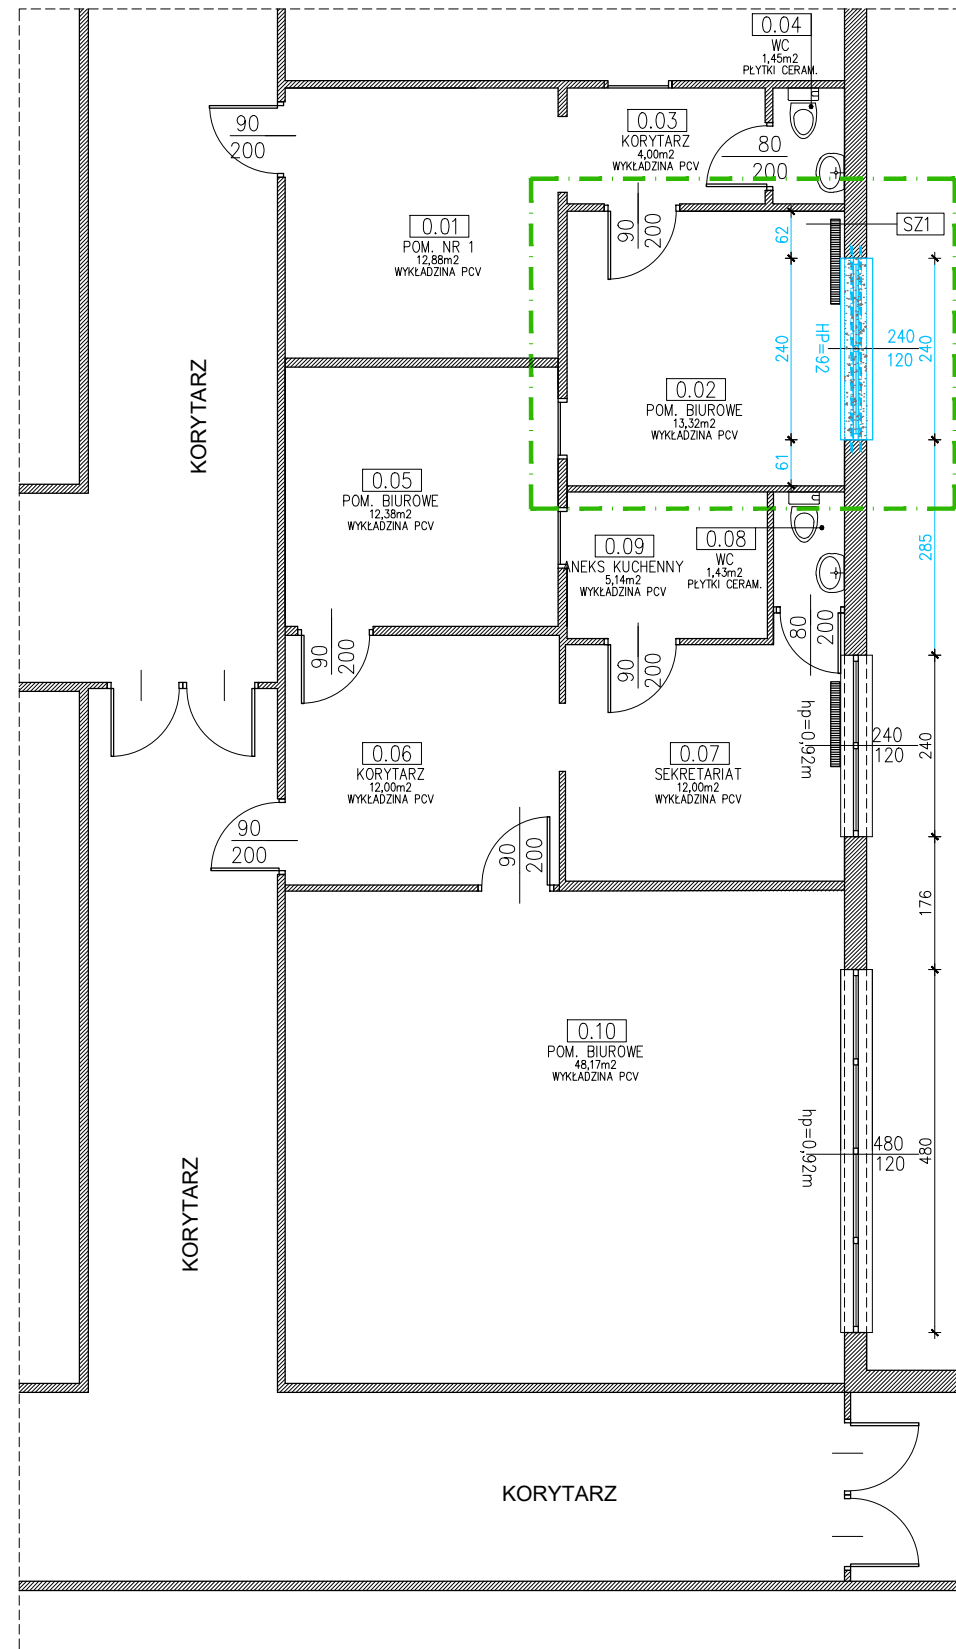 0.04
WC
1,45m2
PŁYTKI CERAM.
90
200
0.03
KORYTARZ
4,00m2
WYKŁADZINA PCV
80
200
0.01
POM. NR 1
12,88m2
WYKŁADZINA PCV
90
200
62
SZ1
240
HP=92
240
120
240
KORYTARZ
0.02
POM. BIUROWE
13,32m2
WYKŁADZINA PCV
61
0.05
POM. BIUROWE
12,38m2
WYKŁADZINA PCV
0.09
ANEKS KUCHENNY
5,14m2
WYKŁADZINA PCV
0.08
WC
1,43m2
PŁYTKI CERAM.
285
90
200
90
200
80
200
0.06
KORYTARZ
12,00m2
WYKŁADZINA PCV
0.07
SEKRETARIAT
12,00m2
WYKŁADZINA PCV
hp=0,92m
240
120
240
90
200
90
200
176
0.10
POM. BIUROWE
48,17m2
WYKŁADZINA PCV
hp=0,92m
480
120
480
KORYTARZ
KORYTARZ